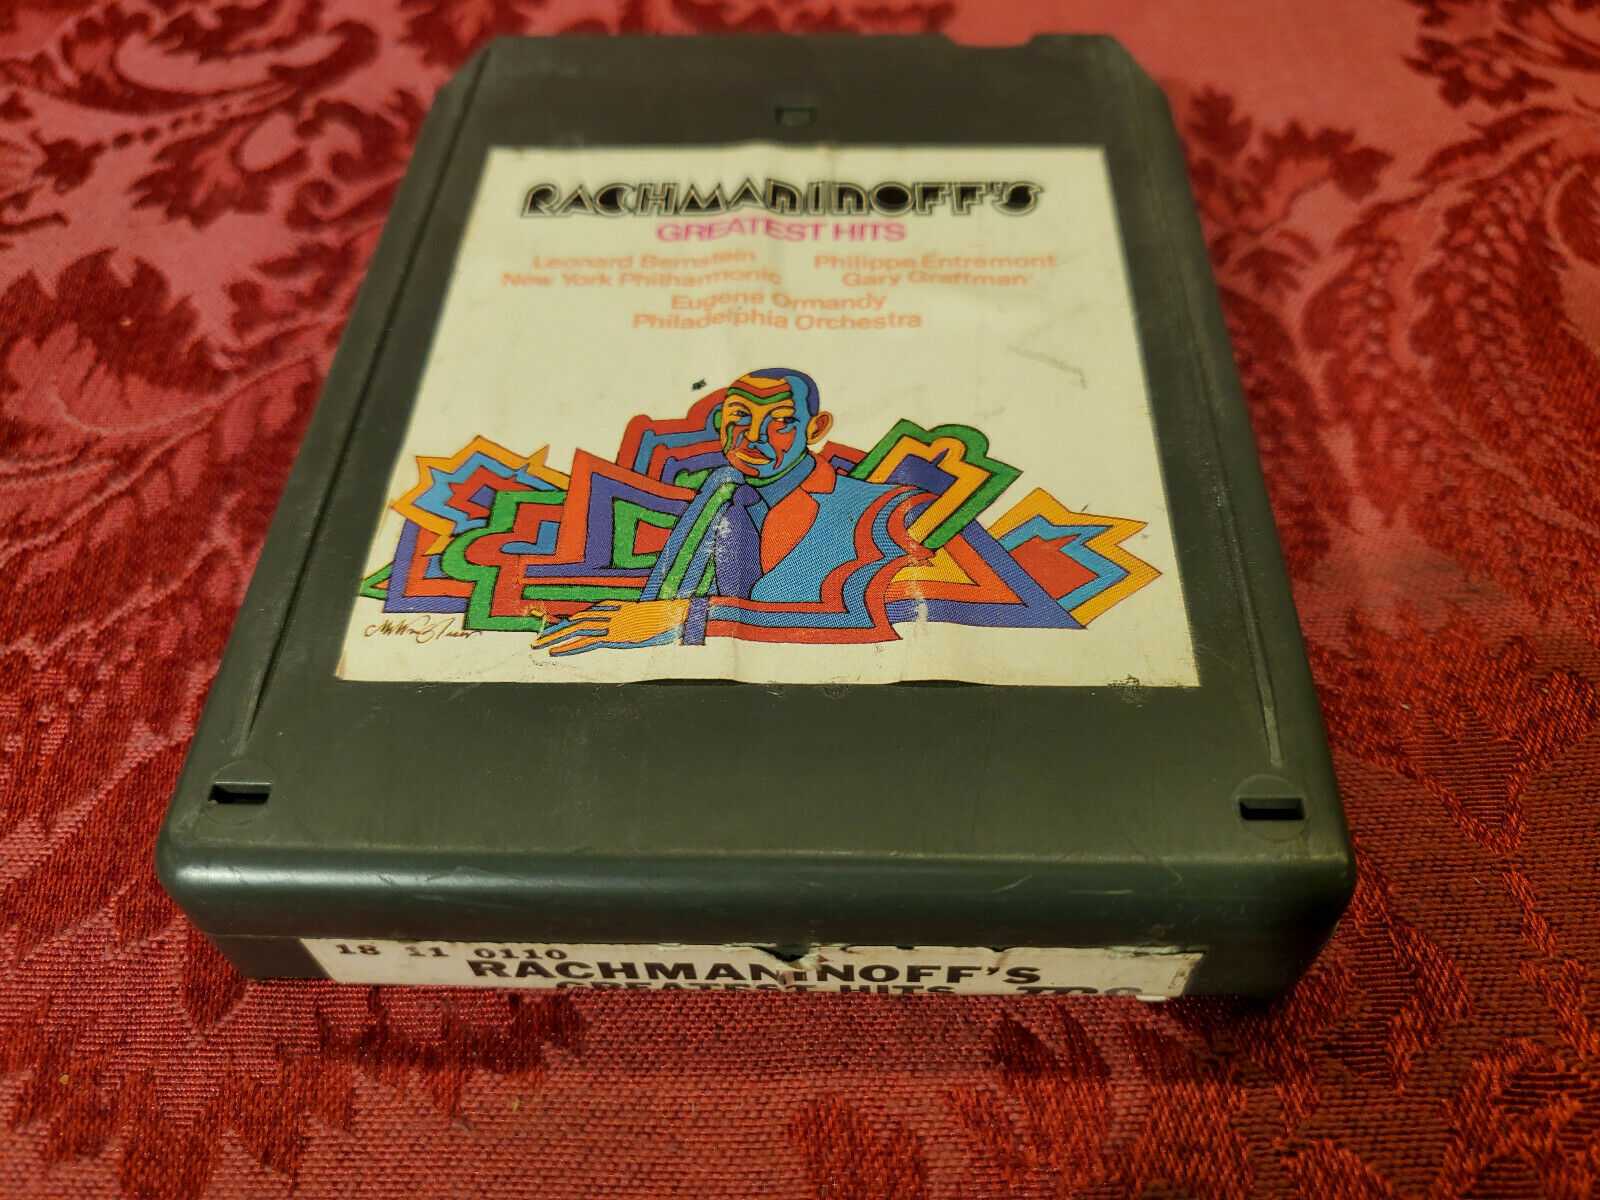 RACHMANINOFF'S
GREATEST HITS
Leonard Bernstein
New York Philharmonic
Philippe Entremont
Gary Graffman
Eugene Ormandy
Philadelphia Orchestra
18 11 0110
RACHMANINOFF'S
GREATEST HITS